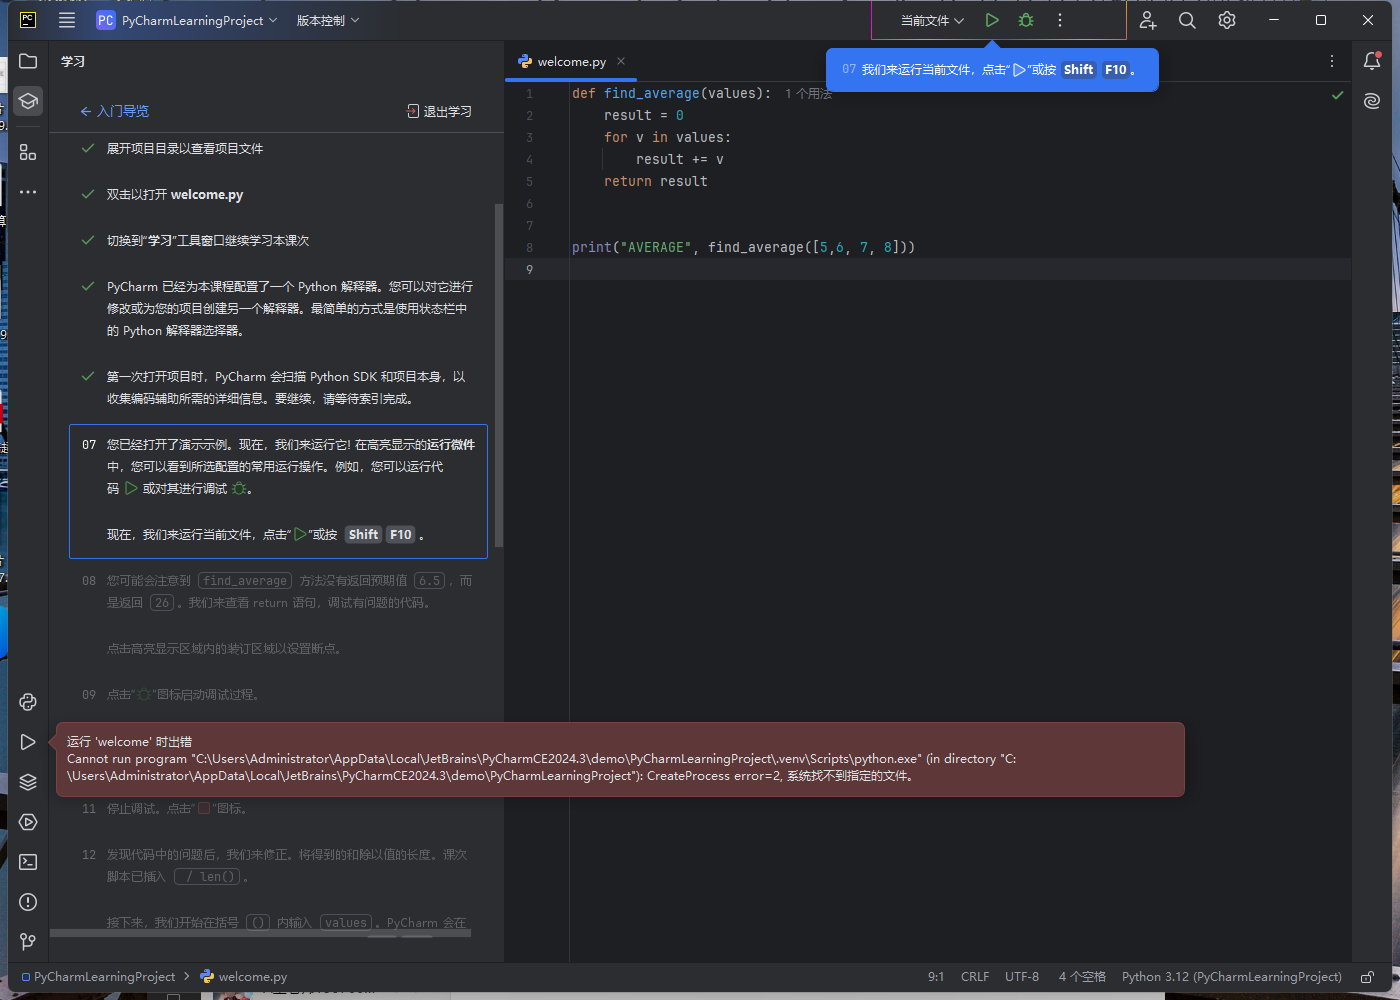 PC
PC PyCharmLearningProject
版本控制
当前文件
学习
welcome.py
07 我们来运行当前文件，点击“▷”或按 Shift F10 。
入门导览
退出学习
展开项目目录以查看项目文件
双击以打开 welcome.py
切换到“学习”工具窗口继续学习本课次
PyCharm 已经为本课程配置了一个 Python 解释器。您可以对它进行
修改或为您的项目创建另一个解释器。最简单的方式是使用状态栏中
的 Python 解释器选择器。
第一次打开项目时，PyCharm 会扫描 Python SDK 和项目本身，以
收集编码辅助所需的详细信息。要继续，请等待索引完成。
07 您已经打开了演示示例。现在，我们来运行它! 在高亮显示的运行微件
中，您可以看到所选配置的常用运行操作。例如，您可以运行代
码 ▷ 或对其进行调试 。
现在，我们来运行当前文件，点击“▷”或按 Shift F10 。
08 您可能会注意到 find_average 方法没有返回预期值 6.5 ，而
是返回 26 。我们来查看 return 语句，调试有问题的代码。
点击高亮显示区域内的装订区域以设置断点。
09 点击“ ”图标启动调试过程。
1 def find_average(values): 1 个用法
2 result = 0
3 for v in values:
4 result += v
5 return result
6
7
8 print("AVERAGE", find_average([5,6, 7, 8]))
9
运行 'welcome' 时出错
Cannot run program "C:\Users\Administrator\AppData\Local\JetBrains\PyCharmCE2024.3\demo\PyCharmLearningProject\.venv\Scripts\python.exe" (in directory "C:
\Users\Administrator\AppData\Local\JetBrains\PyCharmCE2024.3\demo\PyCharmLearningProject"): CreateProcess error=2, 系统找不到指定的文件。
11 停止调试。点击“ ”图标。
12 发现代码中的问题后，我们来修正。将得到的和除以值的长度。课次
脚本已插入 / len() 。
接下来，我们开始在括号 () 内输入 values 。PyCharm 会在
PyCharmLearningProject > welcome.py
9:1 CRLF UTF-8 4 个空格 Python 3.12 (PyCharmLearningProject)